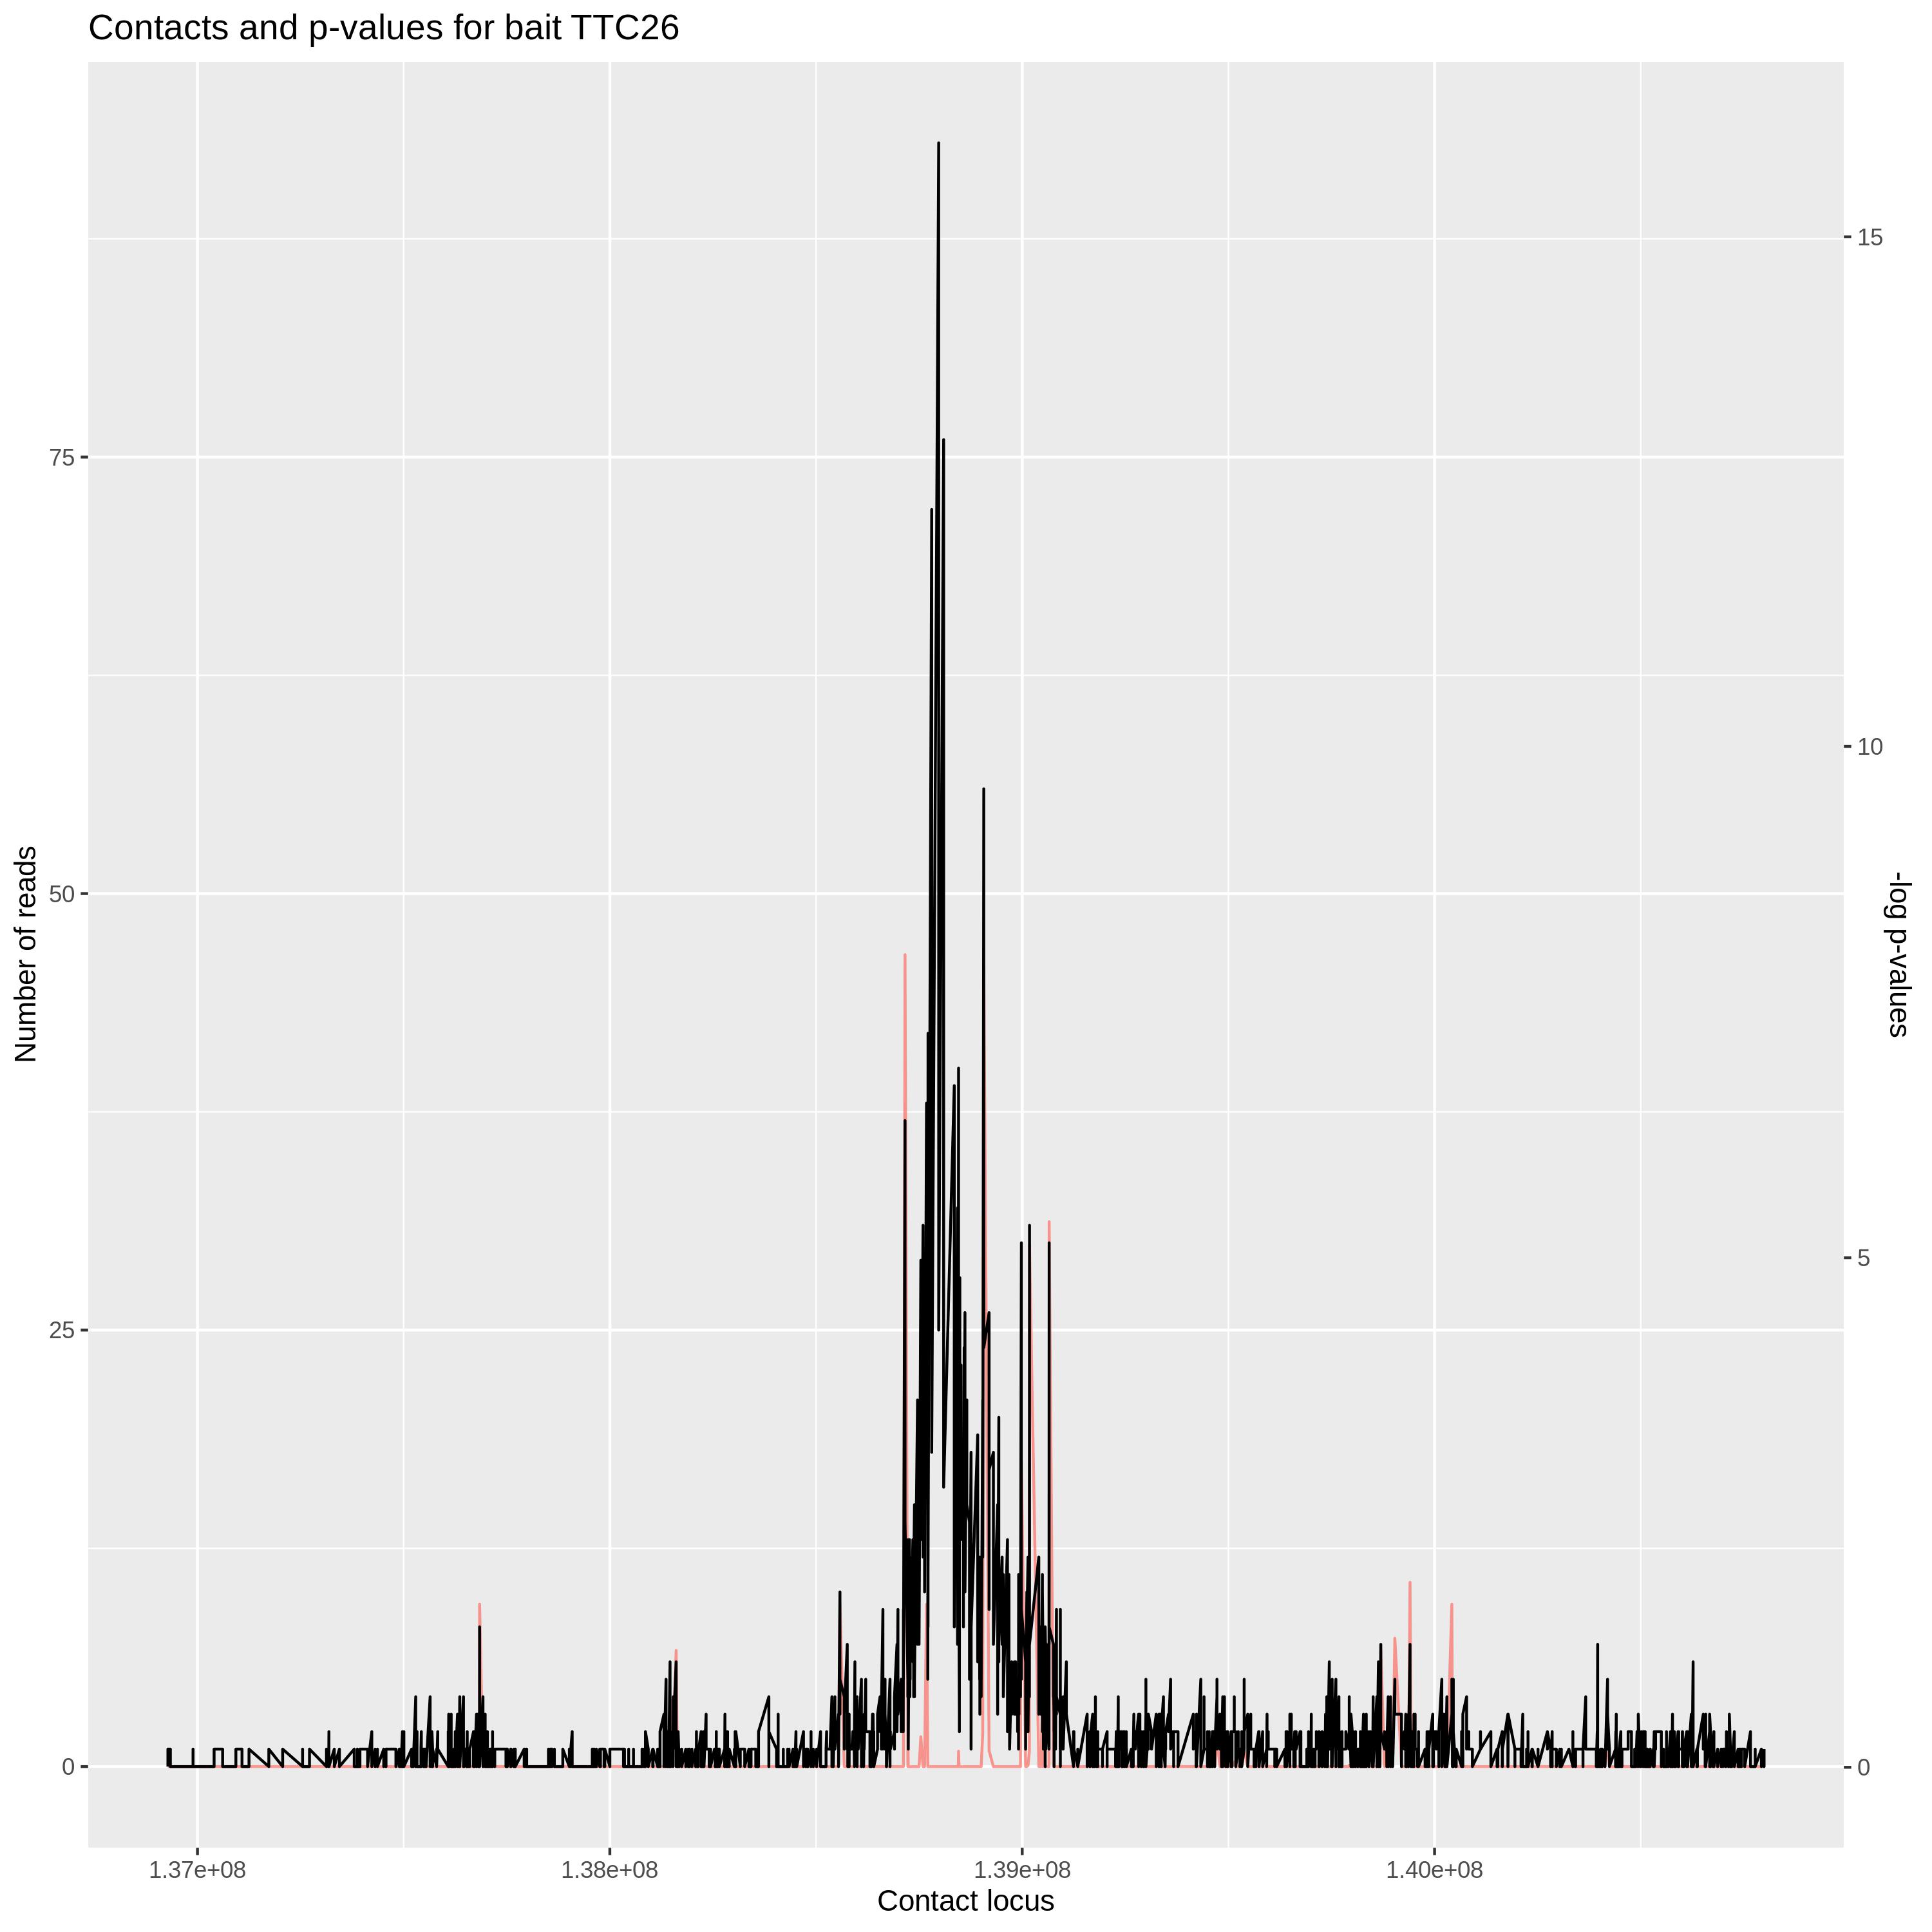 Contacts and p-values for bait TTC26
75
50
25
0
15
10
5
0
Number of reads
-log p-values
1.37e+08
1.38e+08
1.39e+08
1.40e+08
Contact locus